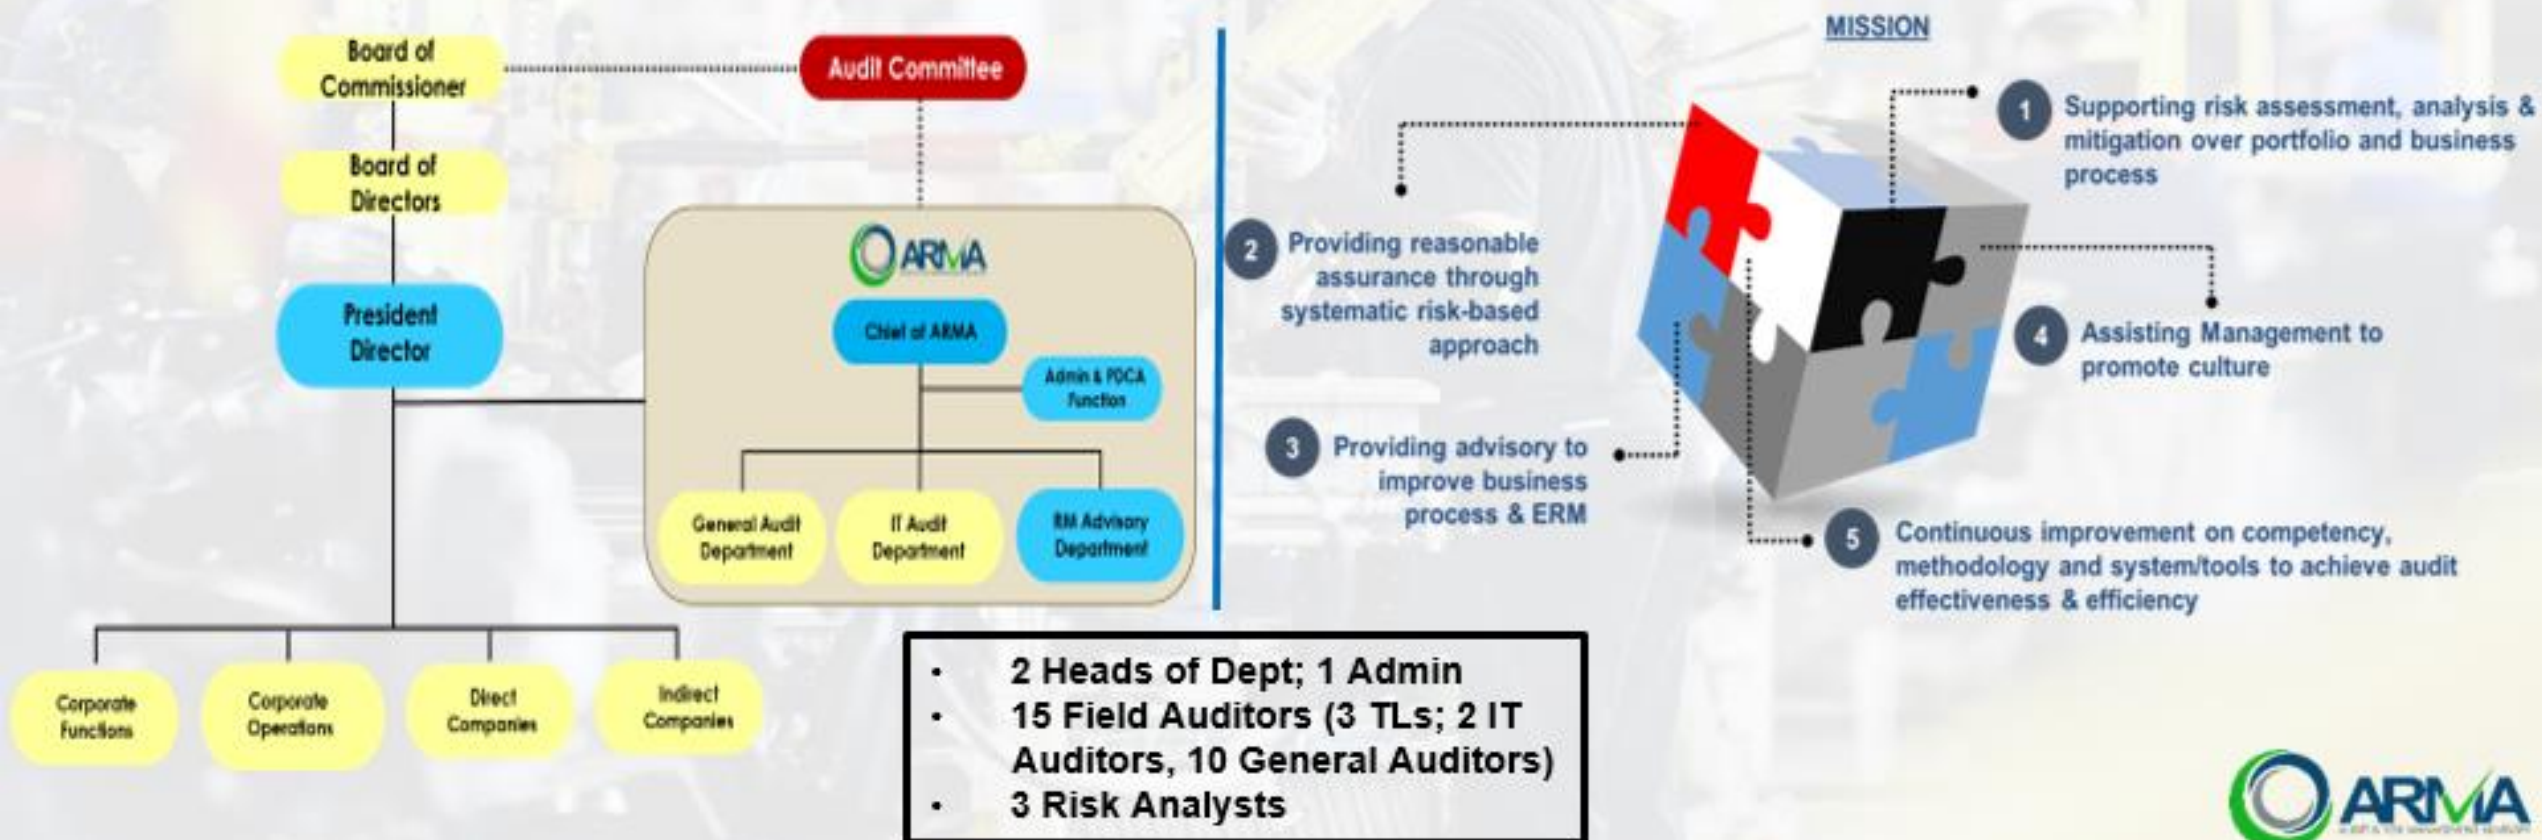 Board of
Commissioner
Audit Committee
Board of
Directors
President
Director
ARMA
Chief of ARMA
Admin & PDCA
Function
General Audit
Department
IT Audit
Department
RM Advisory
Department
Corporate
Functions
Corporate
Operations
Direct
Companies
Indirect
Companies
MISSION
1
Supporting risk assessment, analysis &
mitigation over portfolio and business
process
2
Providing reasonable
assurance through
systematic risk-based
approach
3
Providing advisory to
improve business
process & ERM
4
Assisting Management to
promote culture
5
Continuous improvement on competency,
methodology and system/tools to achieve audit
effectiveness & efficiency
• 2 Heads of Dept; 1 Admin
• 15 Field Auditors (3 TLs; 2 IT
Auditors, 10 General Auditors)
• 3 Risk Analysts
ARMA